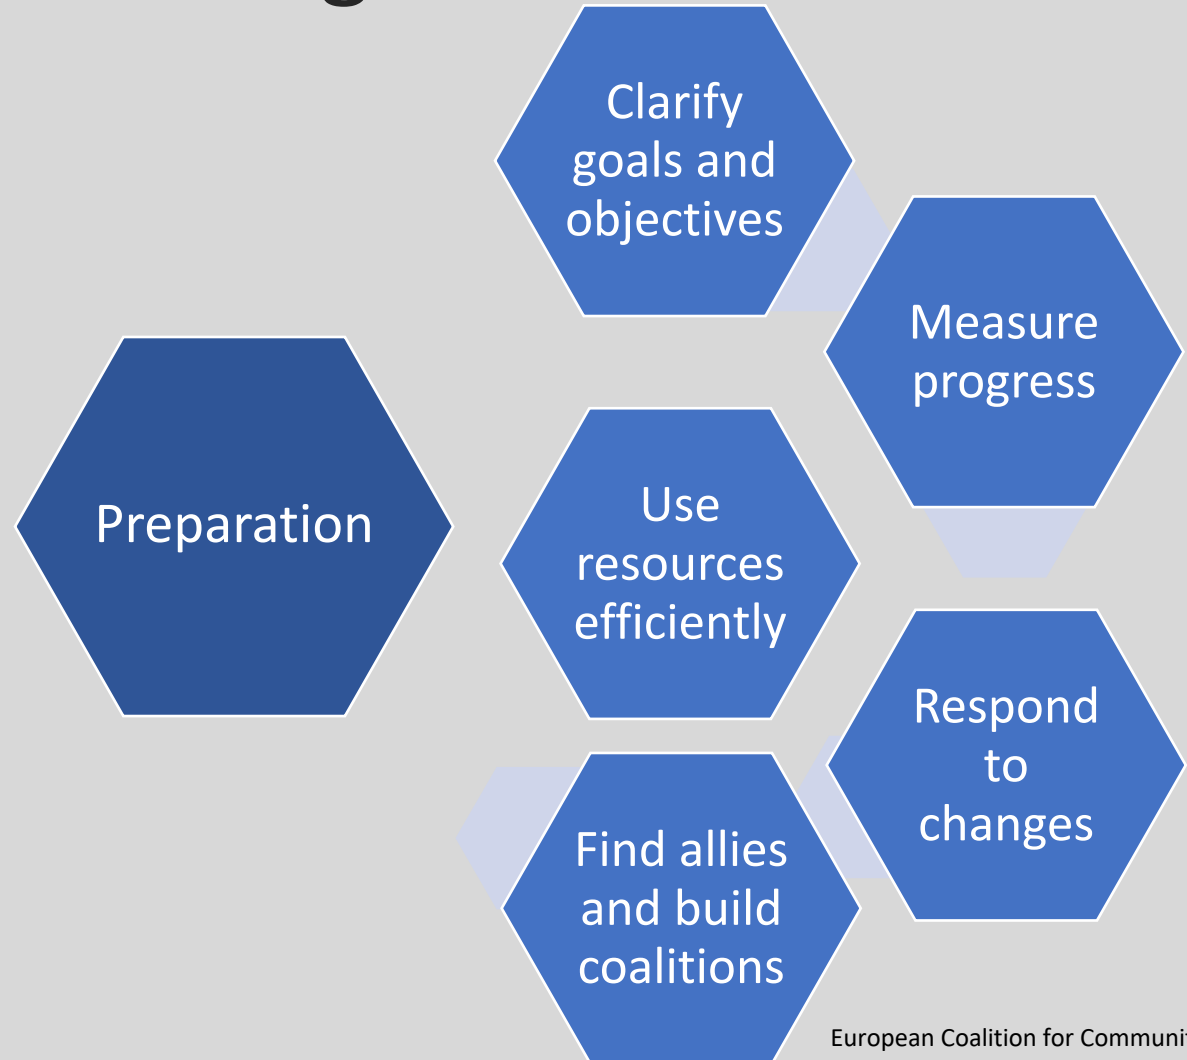 Clarify
goals and
objectives
Measure
progress
Preparation
Use
resources
efficiently
Respond
to
changes
Find allies
and build
coalitions
European Coalition for